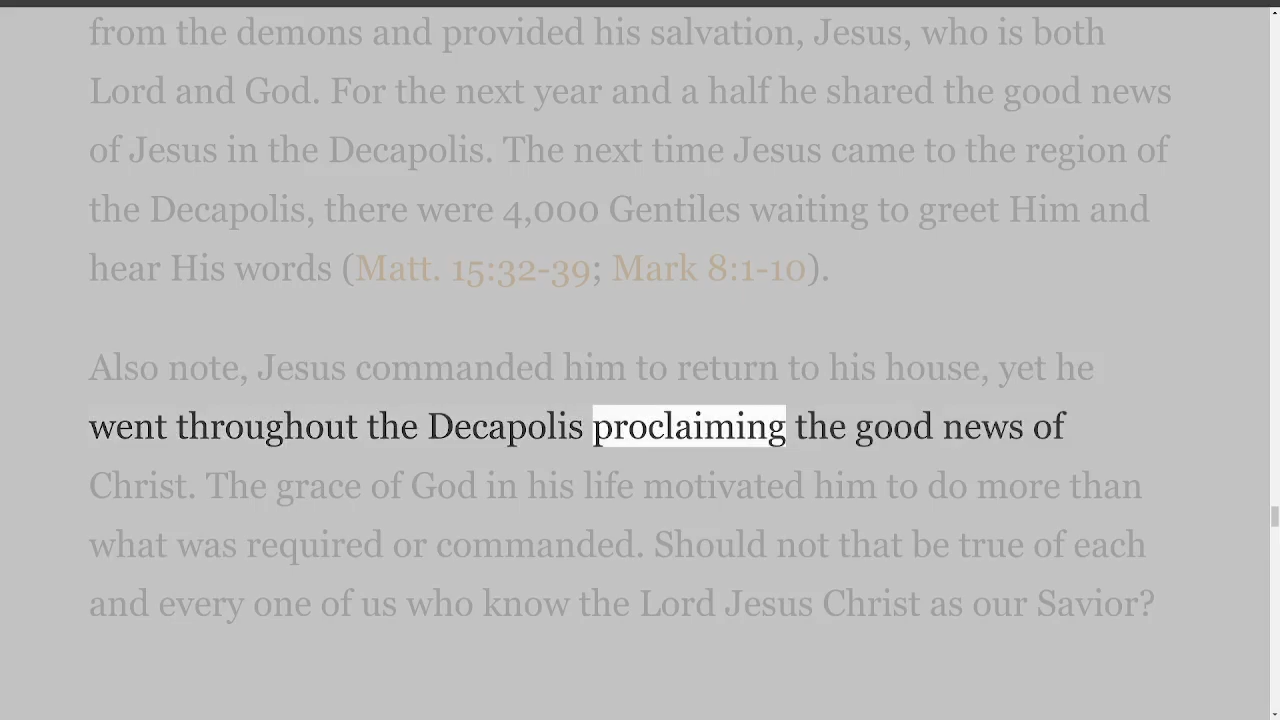 from the demons and provided his salvation, Jesus, who is both
Lord and God. For the next year and a half he shared the good news
of Jesus in the Decapolis. The next time Jesus came to the region of
the Decapolis, there were 4,000 Gentiles waiting to greet Him and
hear His words (Matt. 15:32-39; Mark 8:1-10).
Also note, Jesus commanded him to return to his house, yet he
went throughout the Decapolis proclaiming the good news of
Christ. The grace of God in his life motivated him to do more than
what was required or commanded. Should not that be true of each
and every one of us who know the Lord Jesus Christ as our Savior?